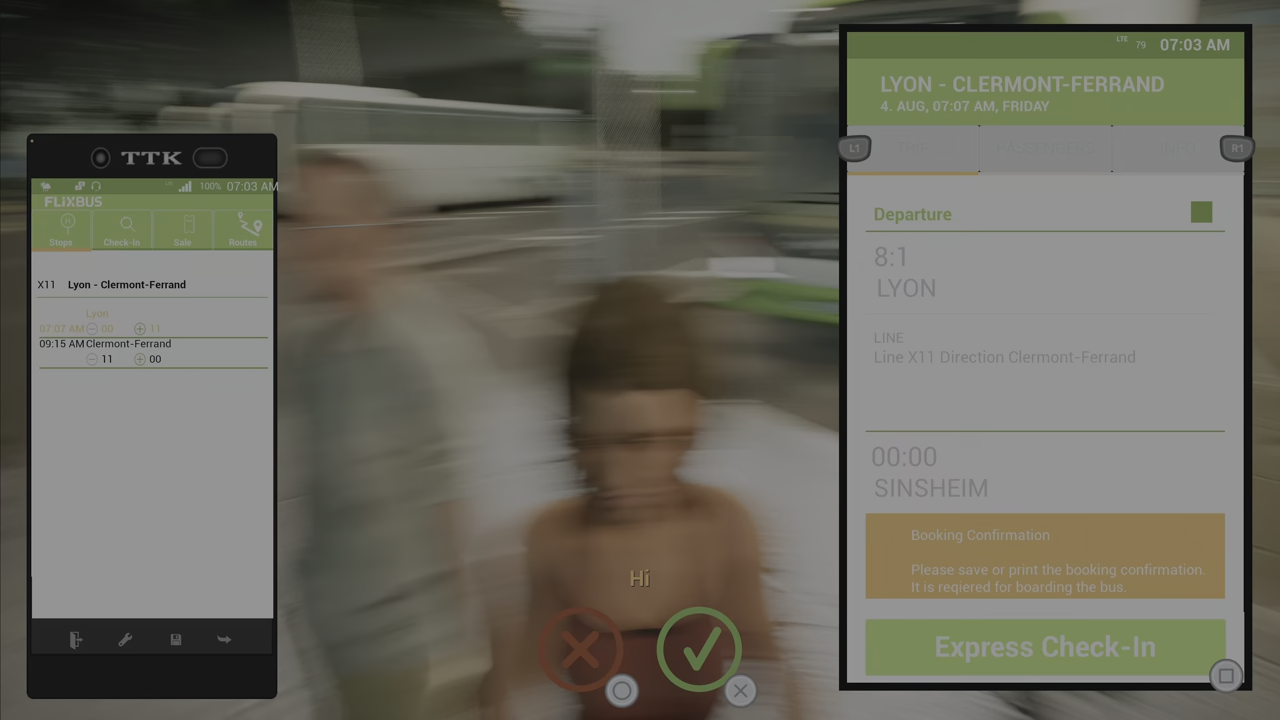 TTK
100% 07:03 AM
FLiXBUS
Stops
Check-In
Sale
Routes
X11 Lyon - Clermont-Ferrand
Lyon
07:07 AM 00 11
09:15 AM Clermont-Ferrand
11 00
Hi
LTE 79 07:03 AM
LYON - CLERMONT-FERRAND
4. AUG, 07:07 AM, FRIDAY
L1 TRIP PASSENGERS INFO R1
Departure
8:1
LYON
LINE
Line X11 Direction Clermont-Ferrand
00:00
SINSHEIM
Booking Confirmation
Please save or print the booking confirmation.
It is reqiered for boarding the bus.
Express Check-In